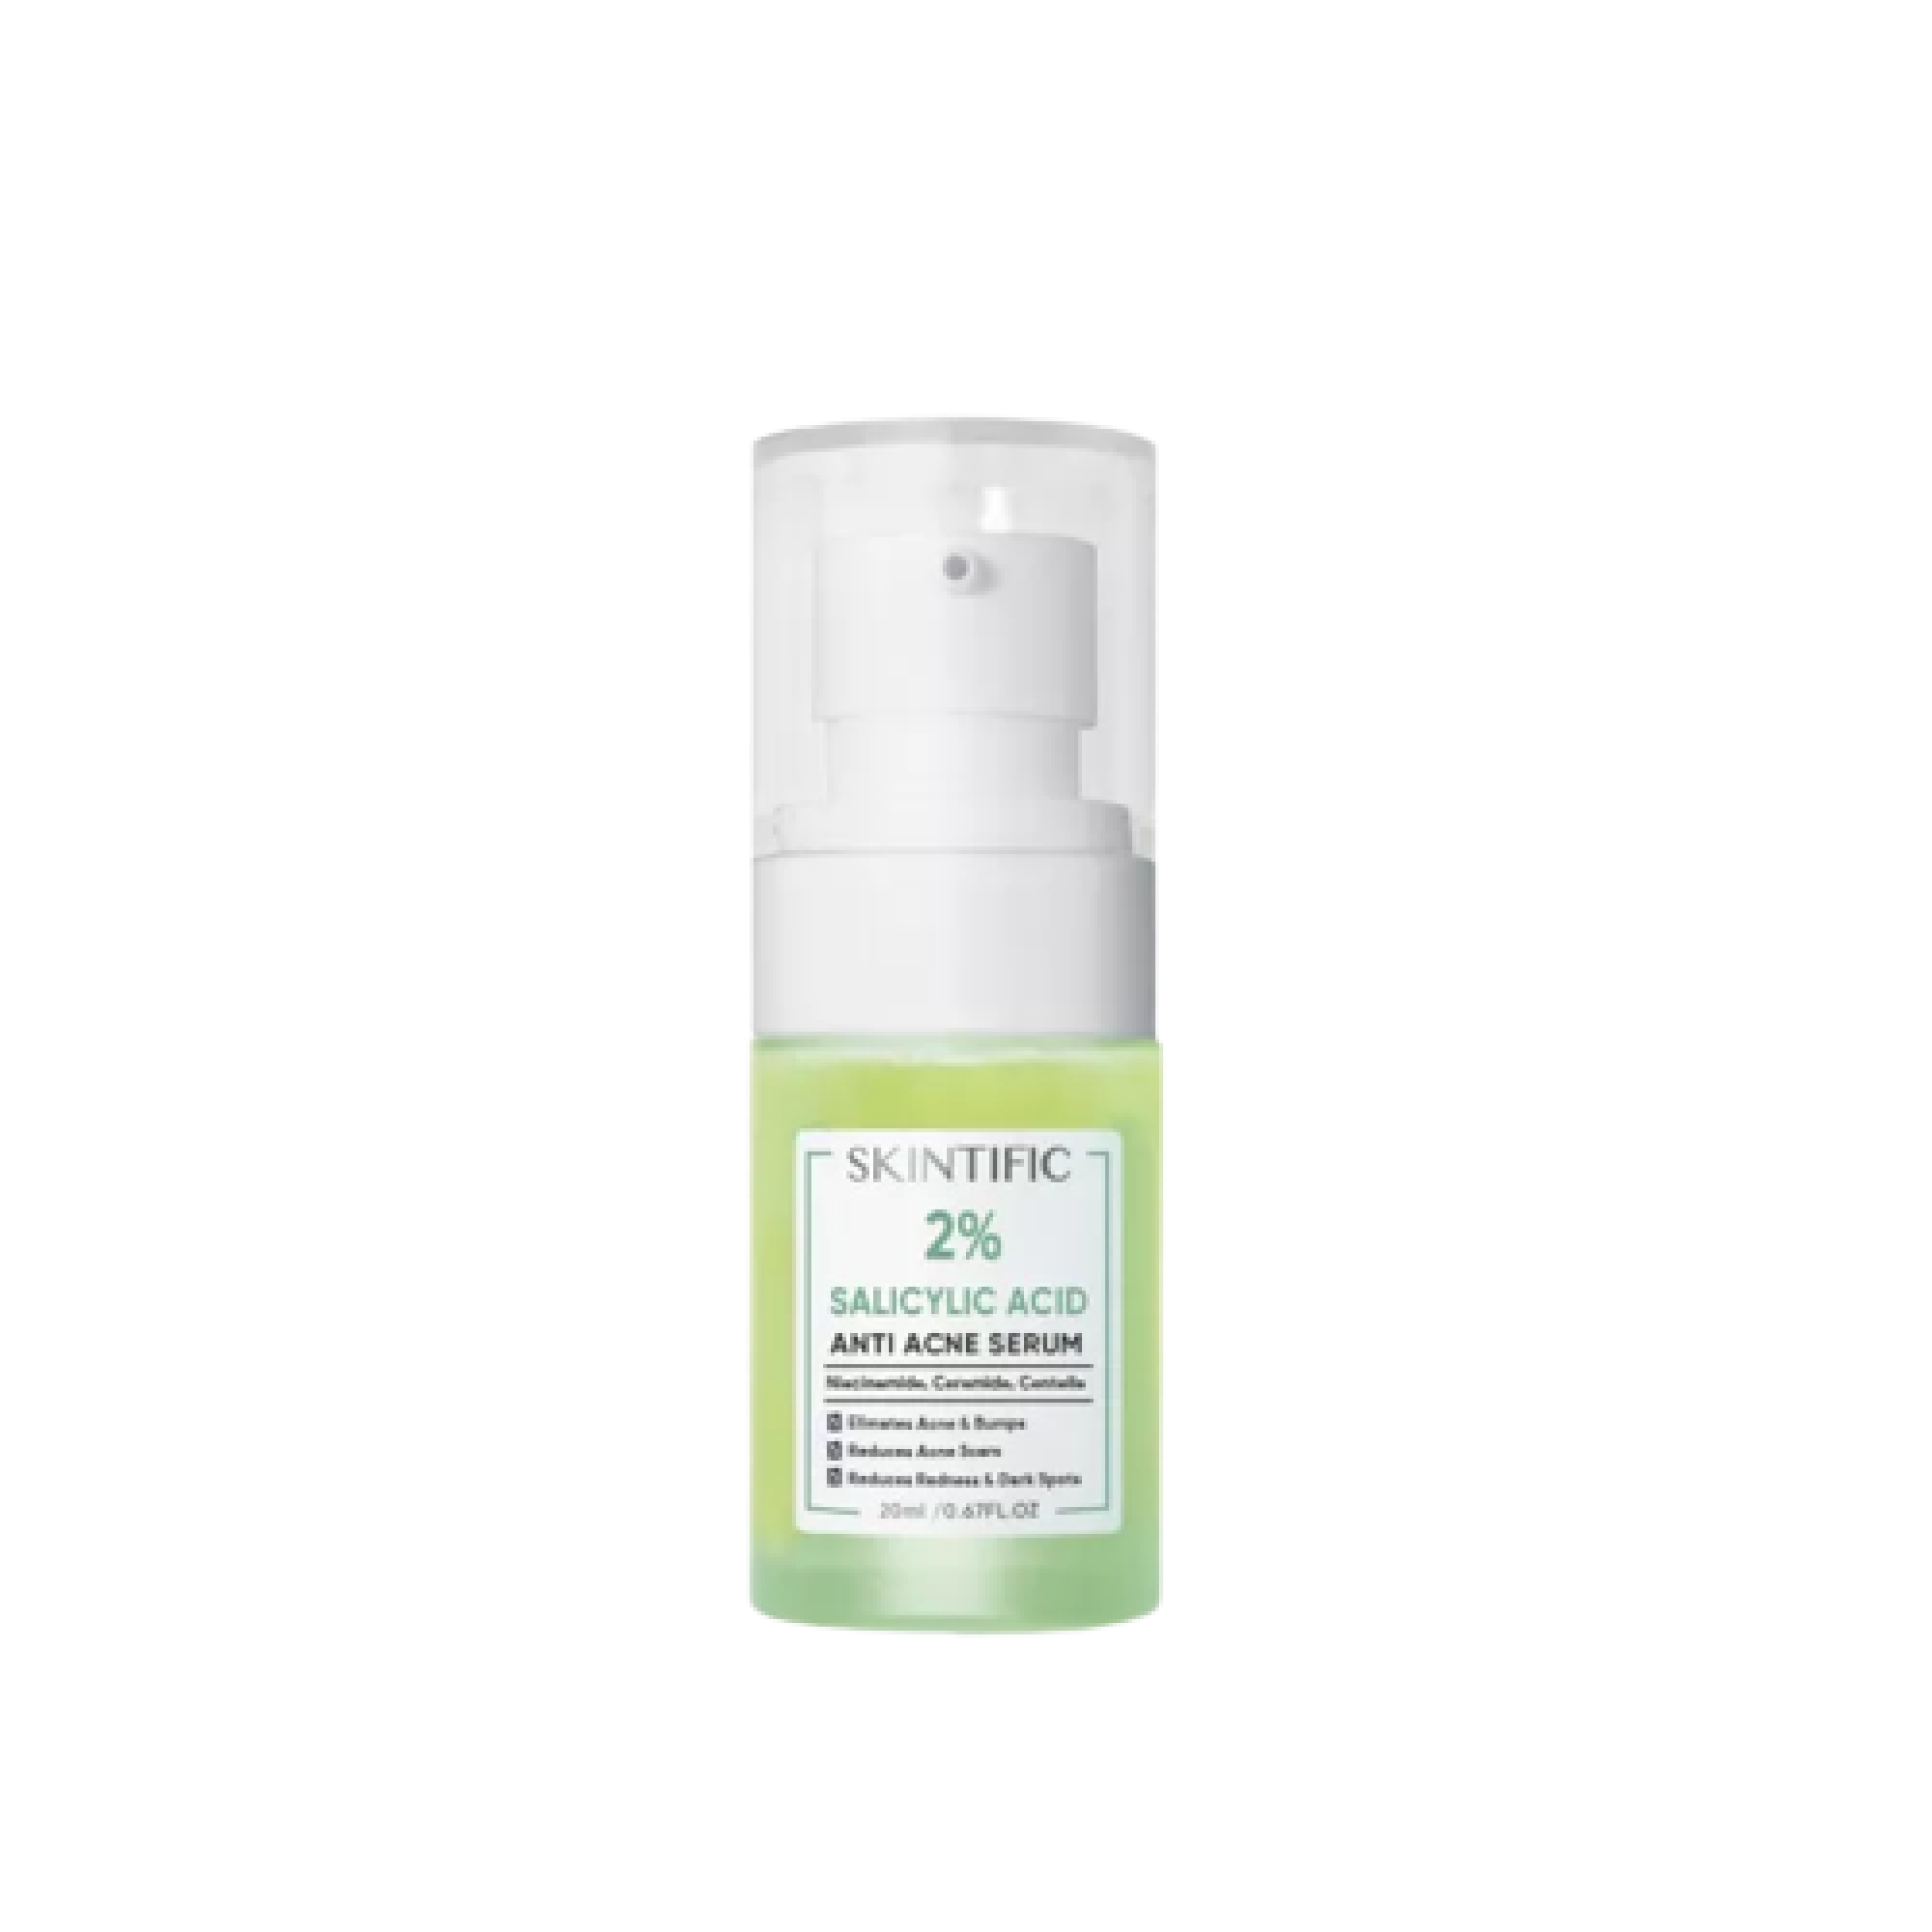 SKINTIFIC
2%
SALICYLIC ACID
ANTI ACNE SERUM
Niacinamide, Ceramide, Centella
Elimates Acne & Bumps
Reduces Acne Scars
Reduces Redness & Dark Spots
20ml /0.67FL.OZ